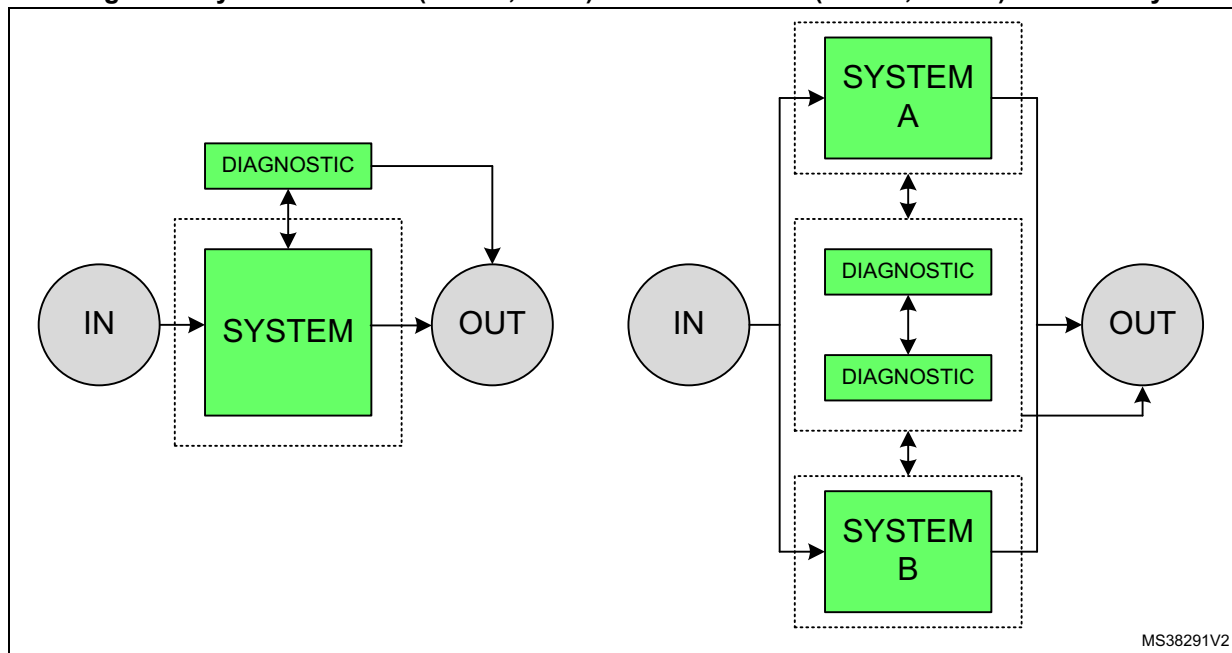 IN
DIAGNOSTIC
SYSTEM
OUT
IN
SYSTEM
A
DIAGNOSTIC
DIAGNOSTIC
SYSTEM
B
OUT
MS38291V2